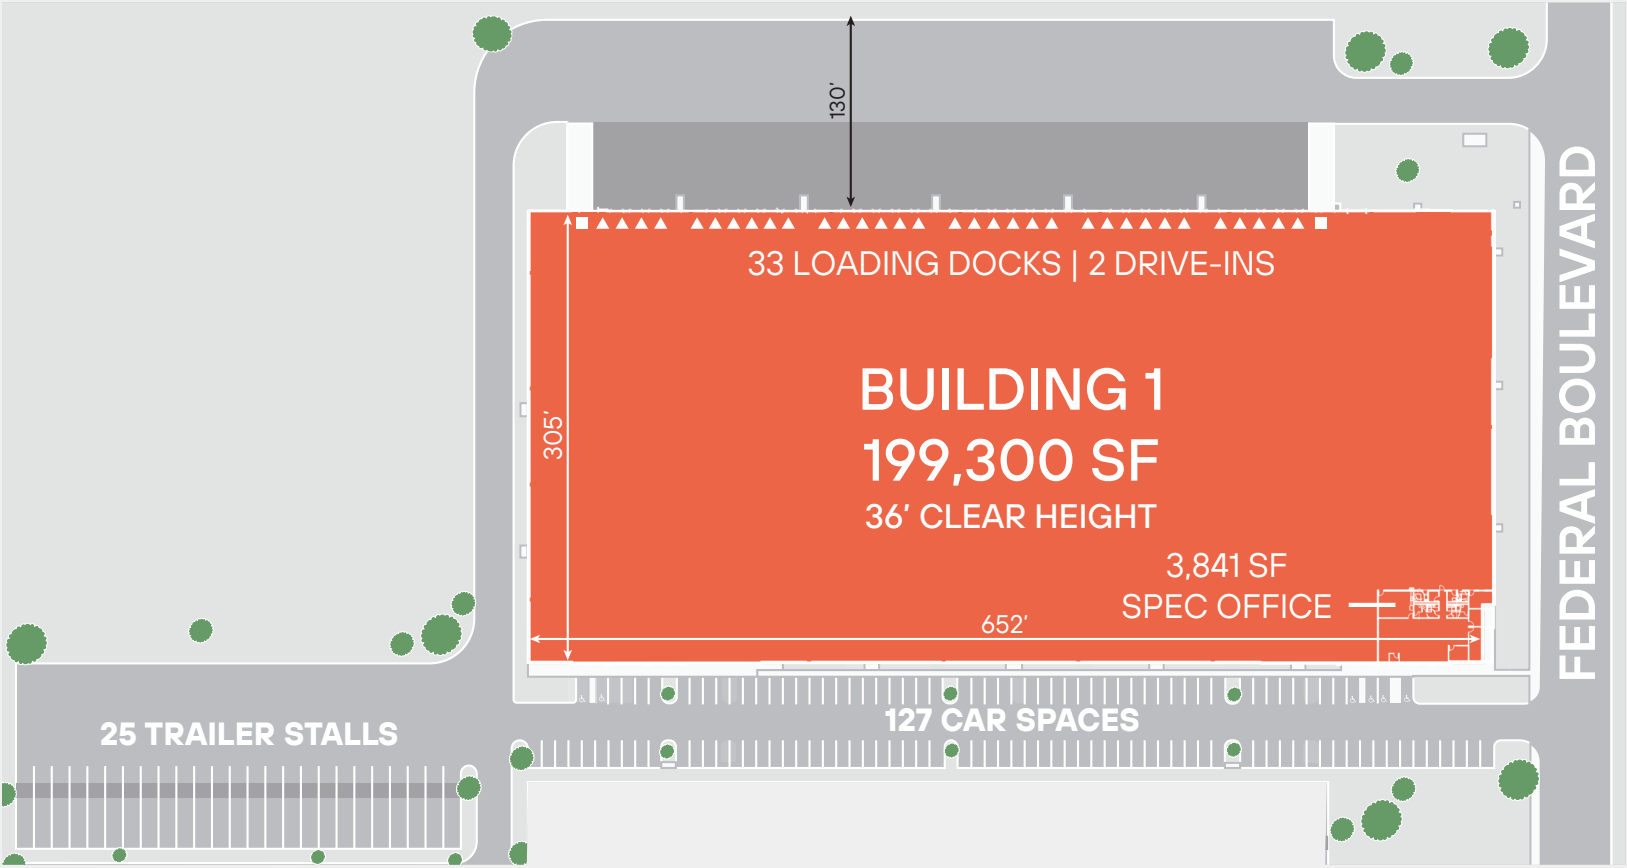 130'
FEDERAL BOULEVARD
33 LOADING DOCKS | 2 DRIVE-INS
BUILDING 1
199,300 SF
36' CLEAR HEIGHT
305'
3,841 SF
SPEC OFFICE
652'
127 CAR SPACES
25 TRAILER STALLS